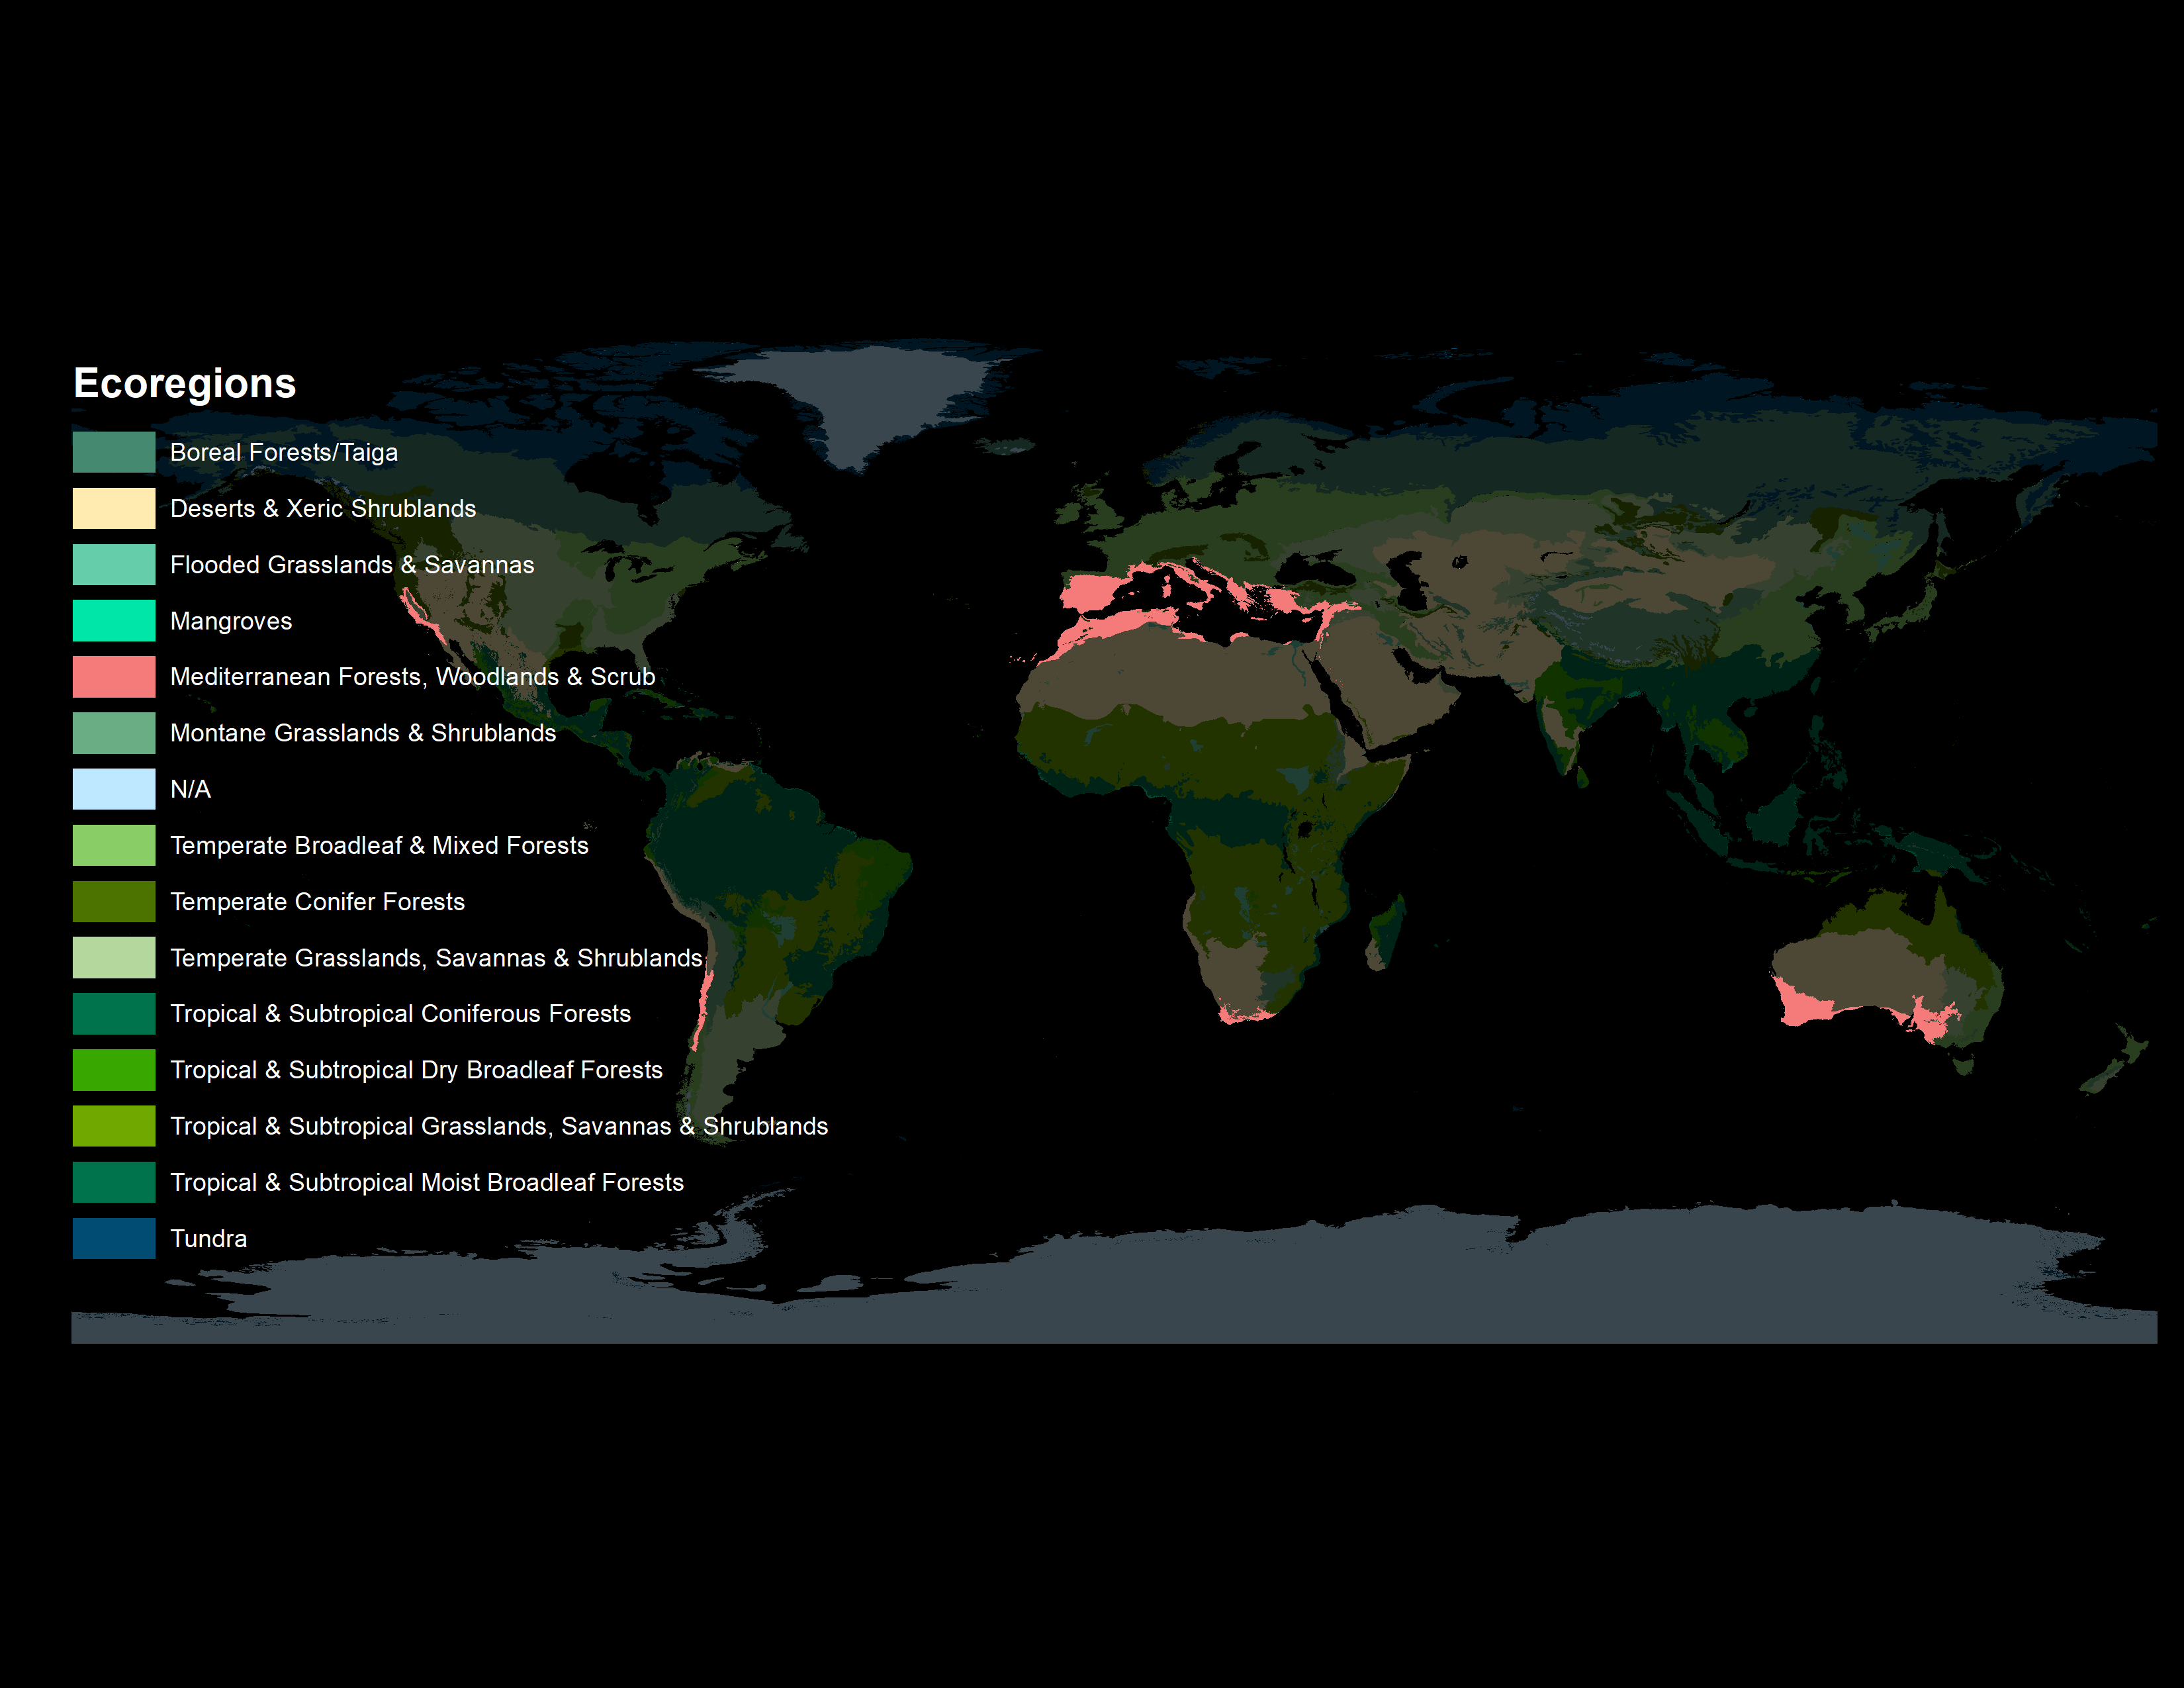 Ecoregions
Boreal Forests/Taiga
Deserts & Xeric Shrublands
Flooded Grasslands & Savannas
Mangroves
Mediterranean Forests, Woodlands & Scrub
Montane Grasslands & Shrublands
N/A
Temperate Broadleaf & Mixed Forests
Temperate Conifer Forests
Temperate Grasslands, Savannas & Shrublands
Tropical & Subtropical Coniferous Forests
Tropical & Subtropical Dry Broadleaf Forests
Tropical & Subtropical Grasslands, Savannas & Shrublands
Tropical & Subtropical Moist Broadleaf Forests
Tundra